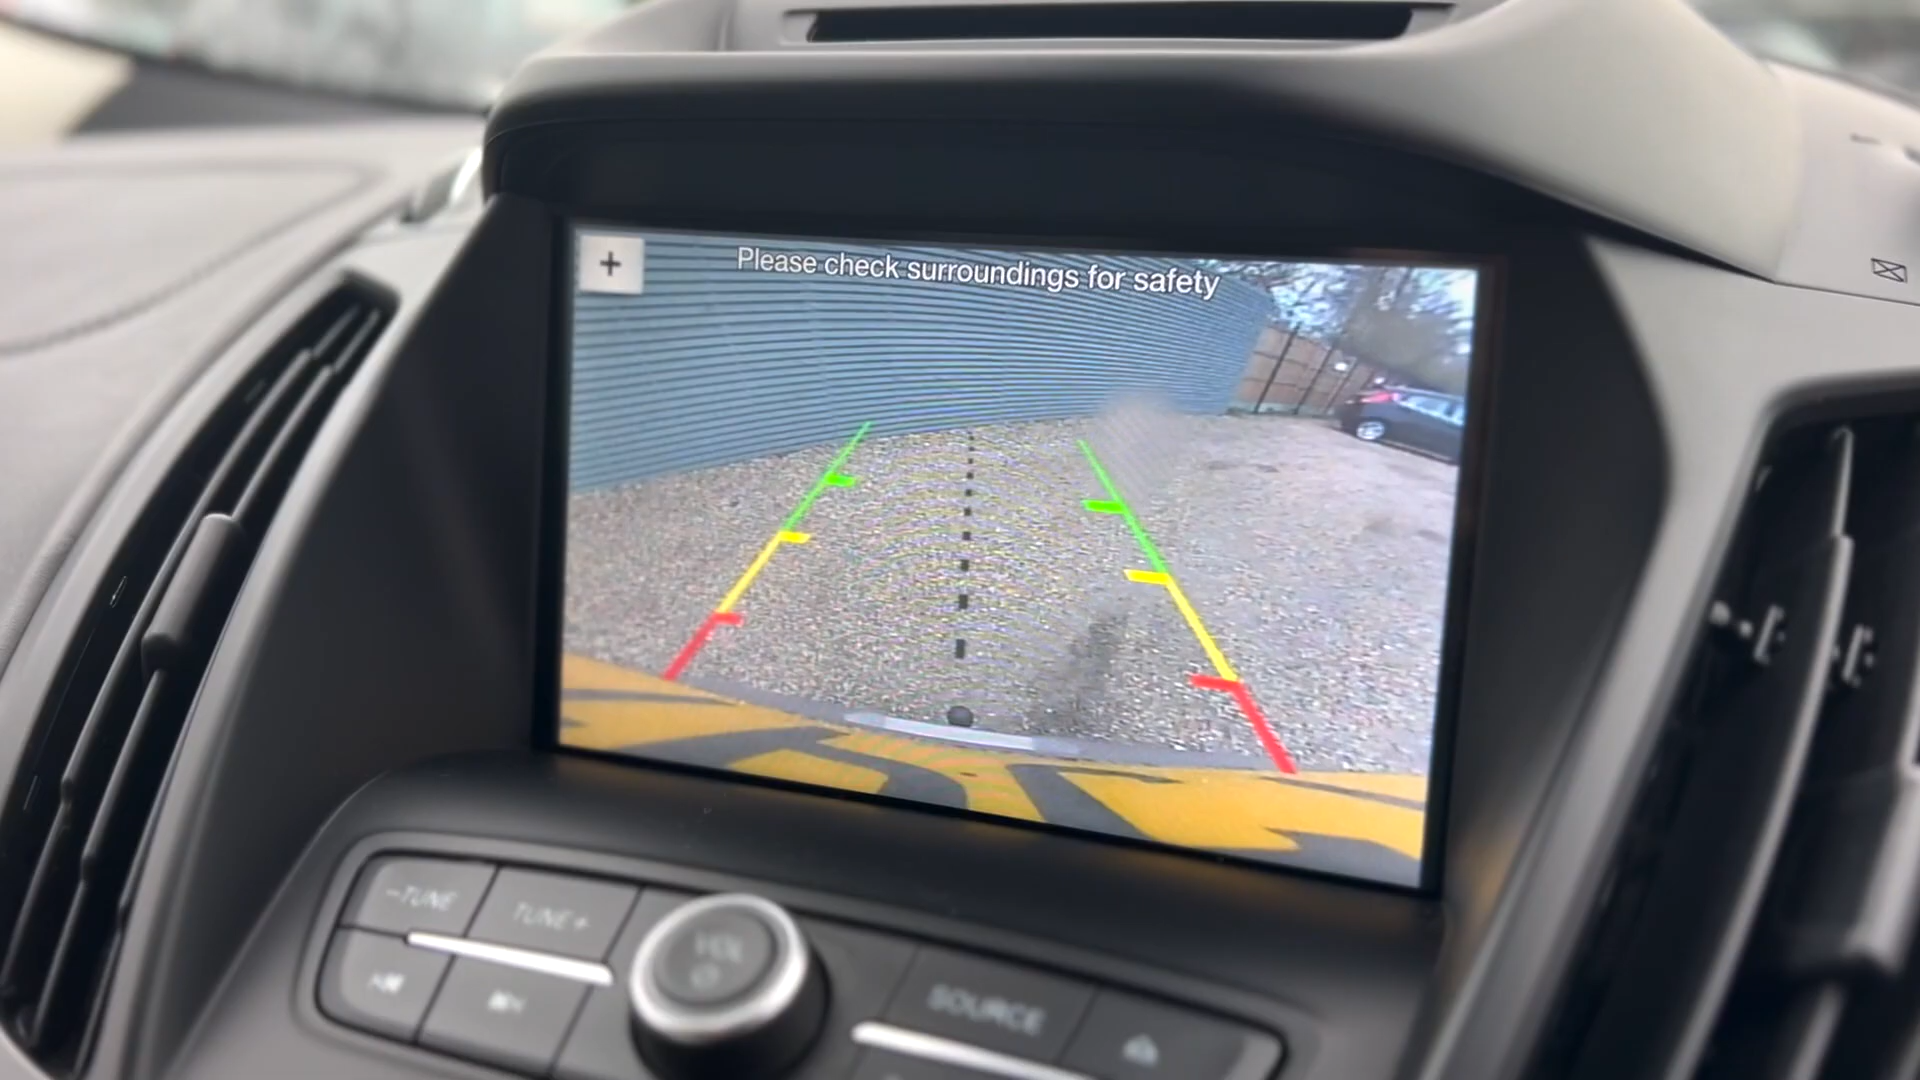 +
Please check surroundings for safety
-TUNE
TUNE+
VOL
SOURCE